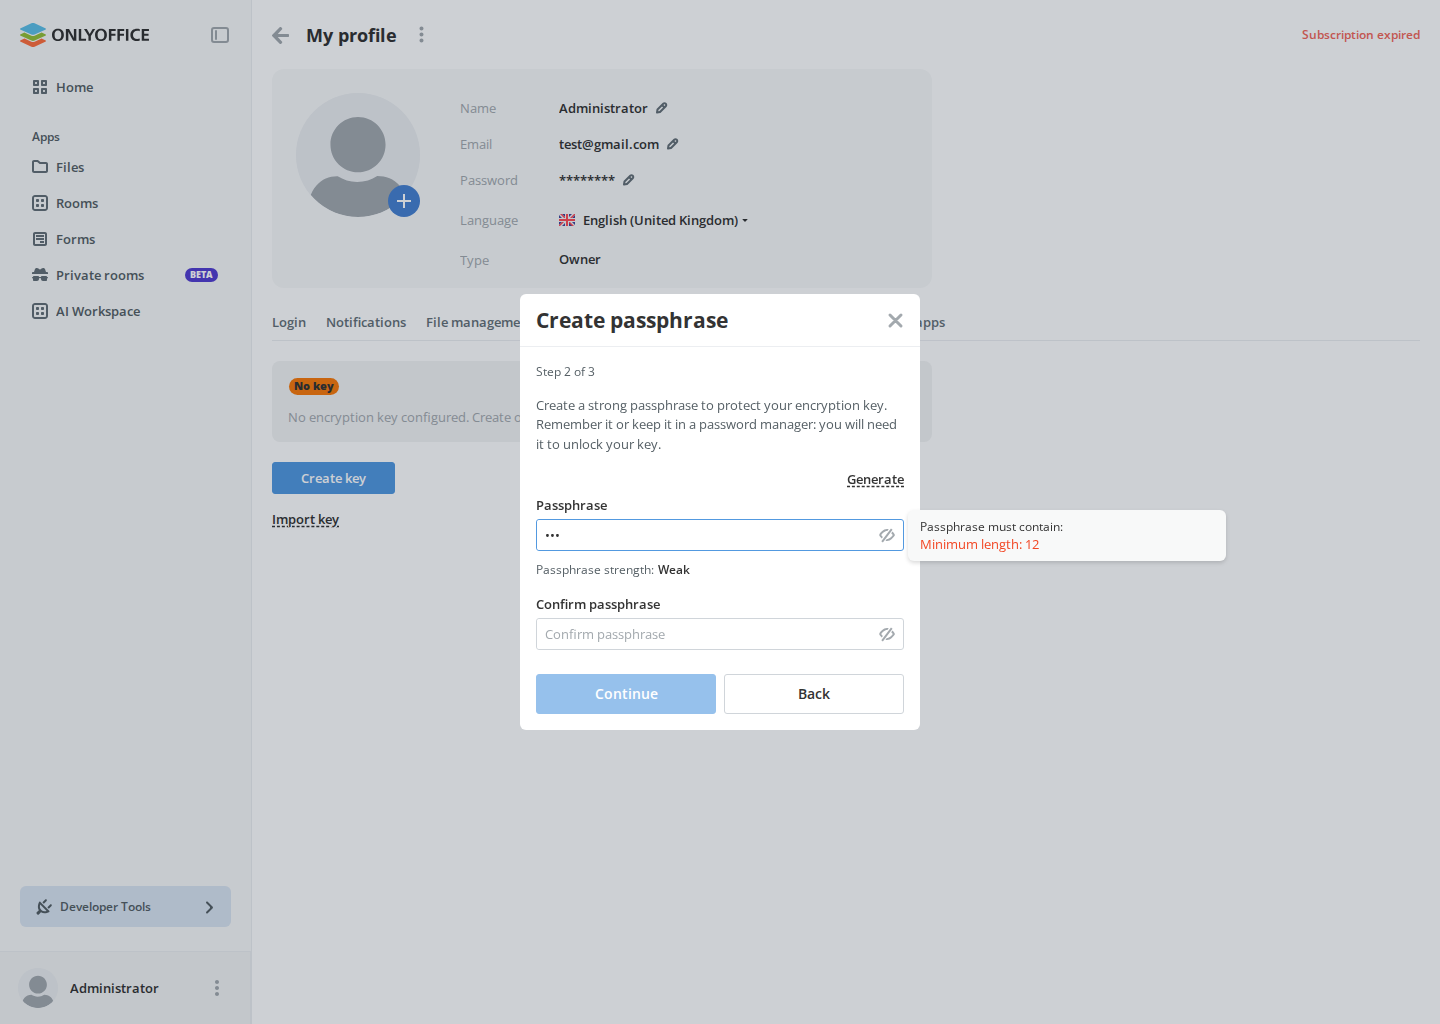 ONLYOFFICE
My profile
Subscription expired
Home
Apps
Files
Rooms
Forms
Private rooms
BETA
AI Workspace
Name
Administrator
Email
test@gmail.com
Password
********
Language
English (United Kingdom)
Type
Owner
Login
Notifications
File manageme
apps
No key
No encryption key configured. Create o
Create key
Import key
Create passphrase
Step 2 of 3
Create a strong passphrase to protect your encryption key.
Remember it or keep it in a password manager: you will need
it to unlock your key.
Generate
Passphrase
•••
Passphrase must contain:
Minimum length: 12
Passphrase strength: Weak
Confirm passphrase
Confirm passphrase
Continue
Back
Developer Tools
Administrator